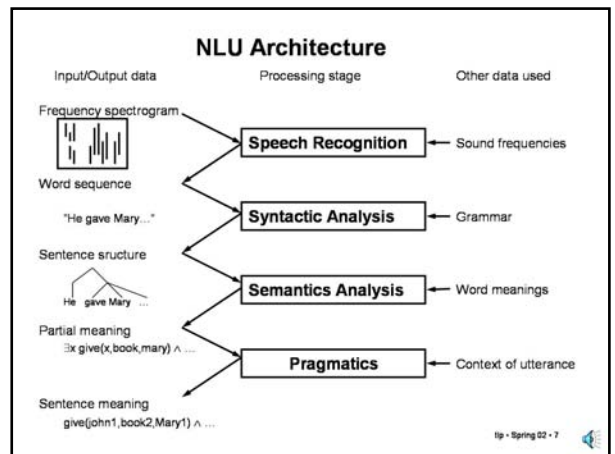 NLU Architecture
Input/Output data Processing stage Other data used
Frequency spectrogram
Speech Recognition Sound frequencies
Word sequence
"He gave Mary…" Syntactic Analysis Grammar
Sentence sructure
He gave Mary … Semantics Analysis Word meanings
Partial meaning
∃x give(x,book,mary) ∧ … Pragmatics Context of utterance
Sentence meaning
give(john1,book2,Mary1) ∧ …
tlp • Spring 02 • 7